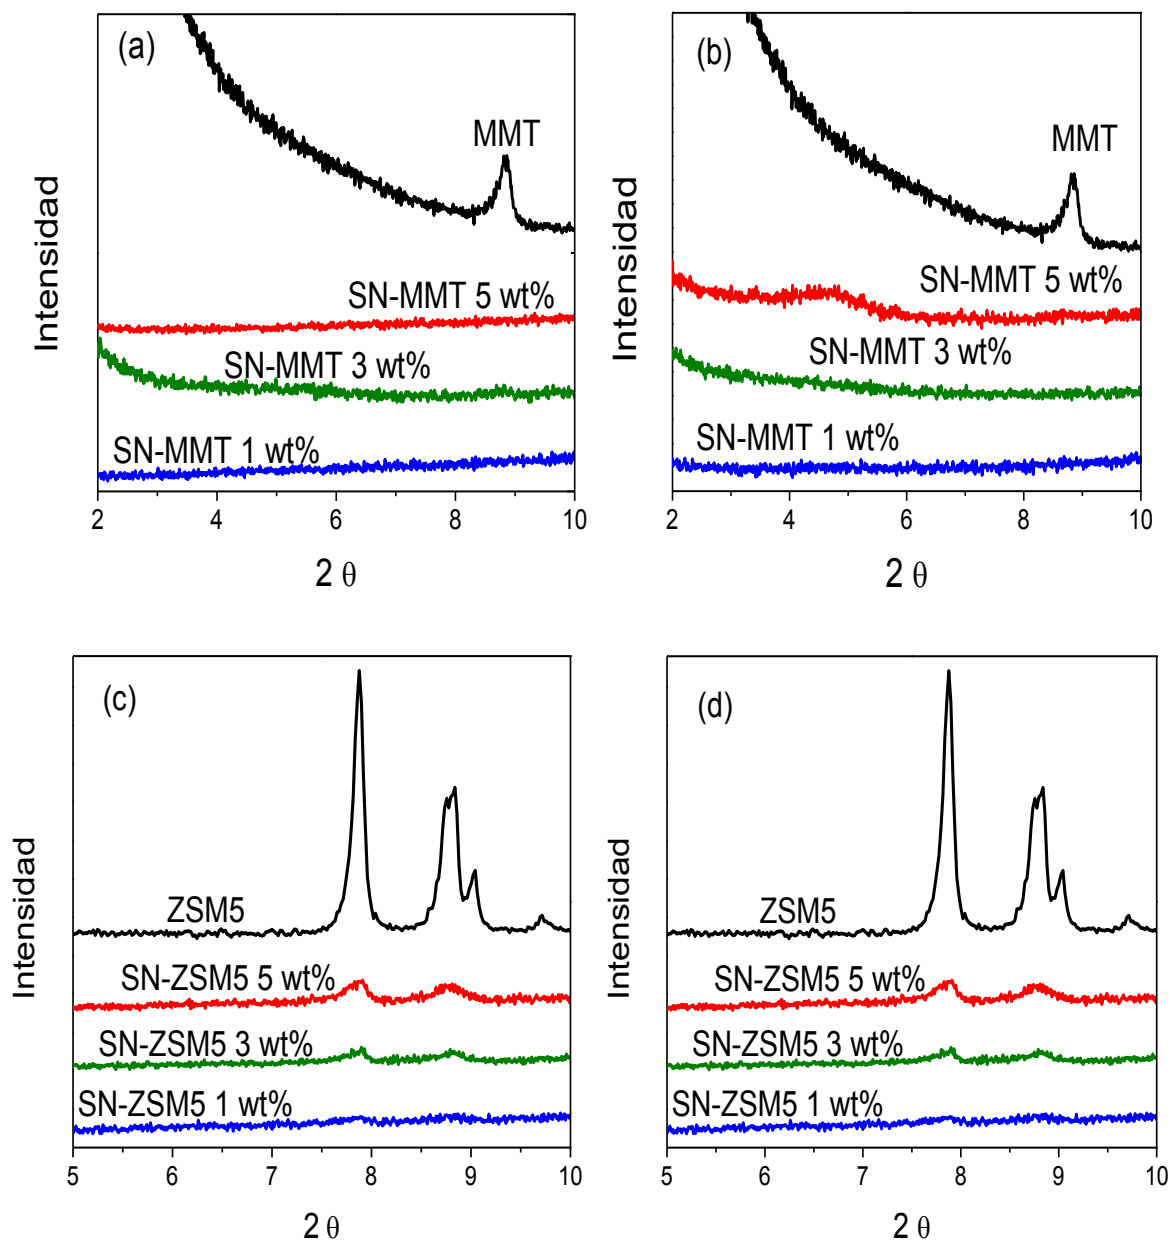 (a)
MMT
SN-MMT 5 wt%
SN-MMT 3 wt%
SN-MMT 1 wt%
Intensidad
2 4 6 8 10
2 θ
(b)
MMT
SN-MMT 5 wt%
SN-MMT 3 wt%
SN-MMT 1 wt%
Intensidad
2 4 6 8 10
2 θ
(c)
ZSM5
SN-ZSM5 5 wt%
SN-ZSM5 3 wt%
SN-ZSM5 1 wt%
Intensidad
5 6 7 8 9 10
2 θ
(d)
ZSM5
SN-ZSM5 5 wt%
SN-ZSM5 3 wt%
SN-ZSM5 1 wt%
Intensidad
5 6 7 8 9 10
2 θ